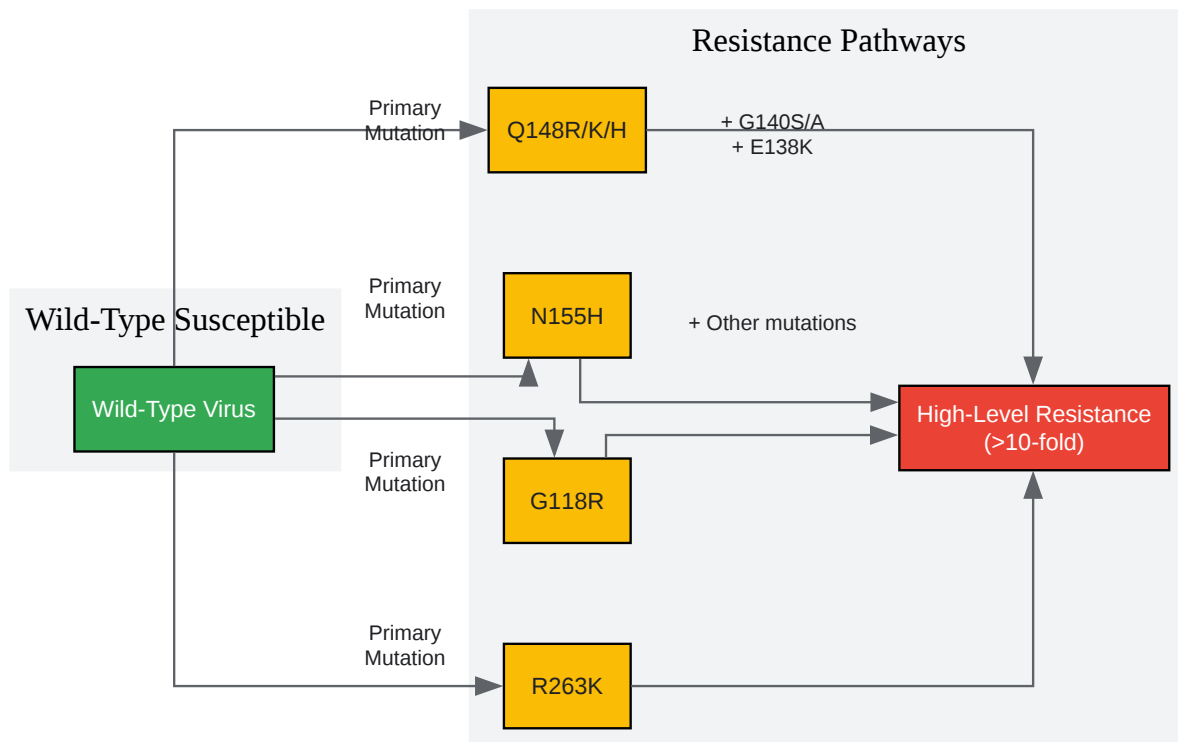 Resistance Pathways
Primary
Mutation
Q148R/K/H
+ G140S/A
+ E138K
Primary
Mutation
N155H
+ Other mutations
Wild-Type Susceptible
Wild-Type Virus
High-Level Resistance
(>10-fold)
Primary
Mutation
G118R
Primary
Mutation
R263K